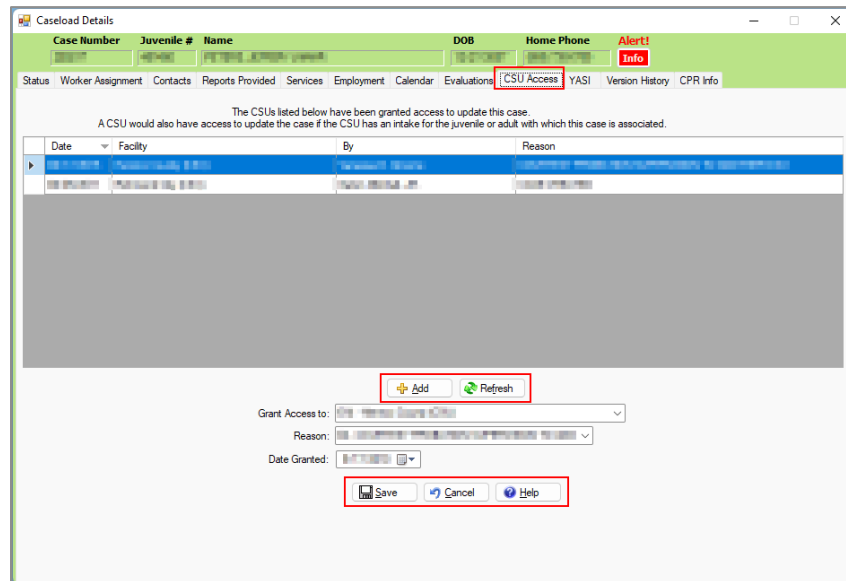 Caseload Details
Case Number Juvenile # Name DOB Home Phone Alert!
Info
Status Worker Assignment Contacts Reports Provided Services Employment Calendar Evaluations CSU Access YASI Version History CPR Info
The CSUs listed below have been granted access to update this case.
A CSU would also have access to update the case if the CSU has an intake for the juvenile or adult with which this case is associated.
Date Facility By Reason
Add Refresh
Grant Access to:
Reason:
Date Granted:
Save Cancel Help